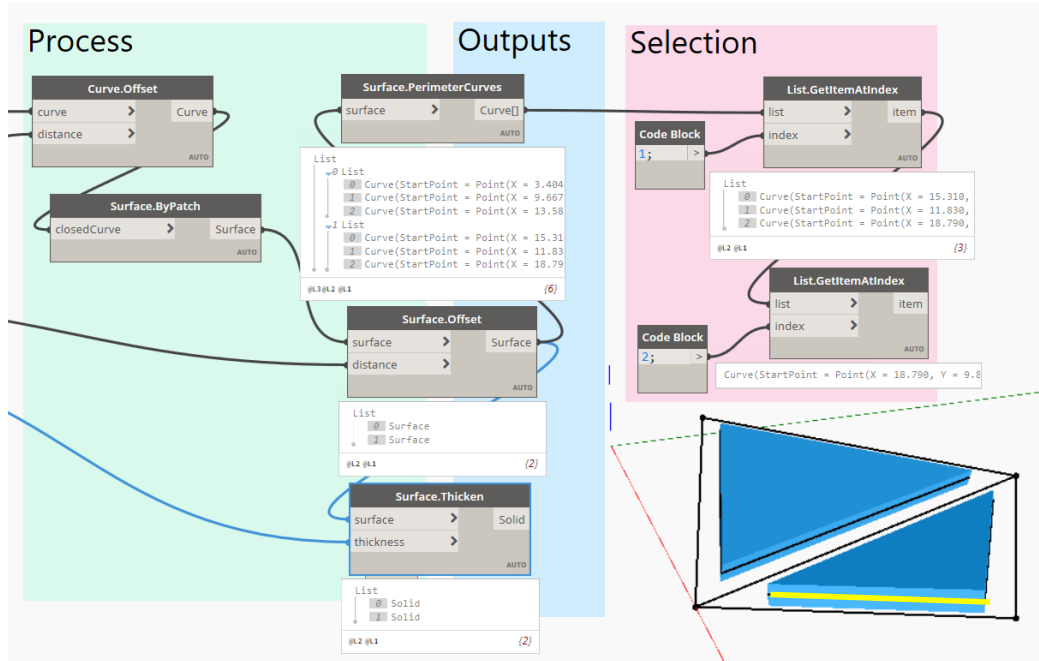 Process
Outputs
Selection
Curve.Offset
curve > Curve
distance >
AUTO
Surface.ByPatch
closedCurve > Surface
AUTO
Surface.PerimeterCurves
surface > Curve[]
AUTO
List
0 List
0 Curve(StartPoint = Point(X = 3.404
1 Curve(StartPoint = Point(X = 9.667
2 Curve(StartPoint = Point(X = 13.58
1 List
0 Curve(StartPoint = Point(X = 15.31
1 Curve(StartPoint = Point(X = 11.83
2 Curve(StartPoint = Point(X = 18.79
@L3 @L2 @L1 {6}
Surface.Offset
surface > Surface
distance >
AUTO
List
0 Surface
1 Surface
@L2 @L1 {2}
Surface.Thicken
surface > Solid
thickness >
AUTO
List
0 Solid
1 Solid
@L2 @L1 {2}
List.GetItemAtIndex
list > item
index >
AUTO
Code Block
1; >
List
0 Curve(StartPoint = Point(X = 15.310,
1 Curve(StartPoint = Point(X = 11.830,
2 Curve(StartPoint = Point(X = 18.790,
@L2 @L1 {3}
List.GetItemAtIndex
list > item
index >
AUTO
Code Block
2; >
Curve(StartPoint = Point(X = 18.790, Y = 9.8